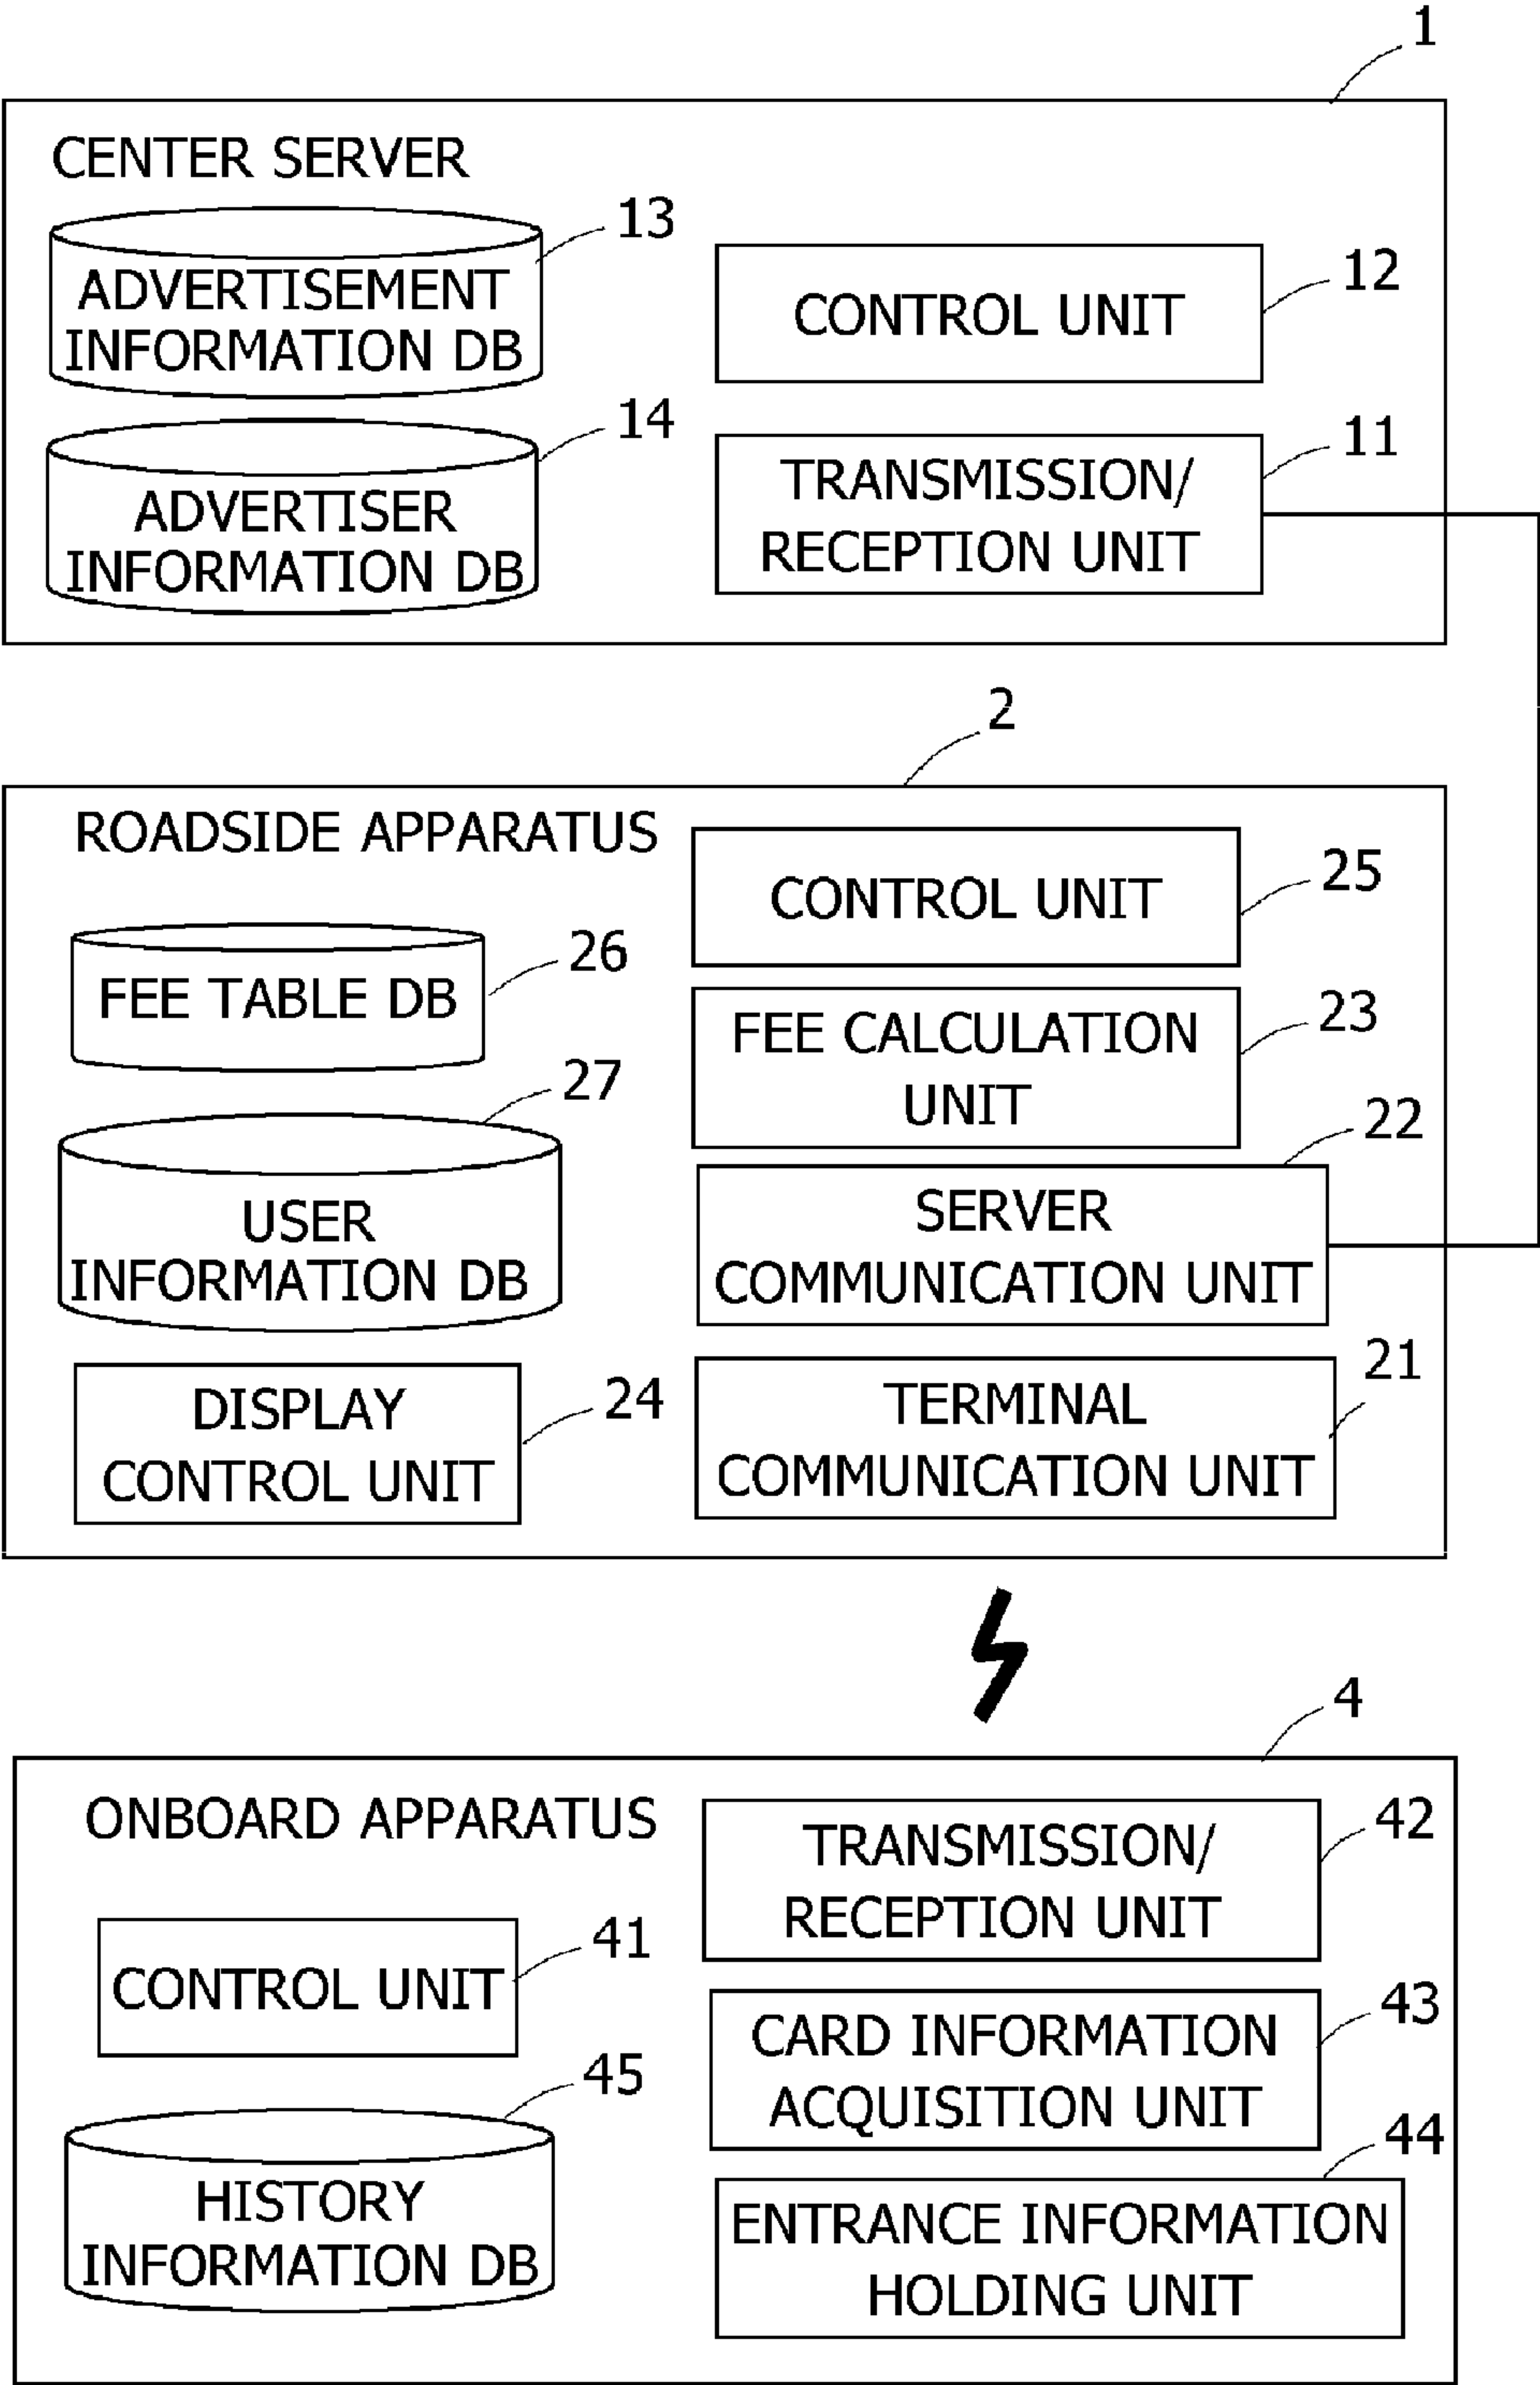 1
CENTER SERVER
13
ADVERTISEMENT
INFORMATION DB
12
CONTROL UNIT
14
ADVERTISER
INFORMATION DB
11
TRANSMISSION/
RECEPTION UNIT
2
ROADSIDE APPARATUS
25
CONTROL UNIT
26
FEE TABLE DB
23
FEE CALCULATION
UNIT
27
USER
INFORMATION DB
22
SERVER
COMMUNICATION UNIT
24
DISPLAY
CONTROL UNIT
21
TERMINAL
COMMUNICATION UNIT
4
ONBOARD APPARATUS
42
TRANSMISSION/
RECEPTION UNIT
41
CONTROL UNIT
43
CARD INFORMATION
ACQUISITION UNIT
45
HISTORY
INFORMATION DB
44
ENTRANCE INFORMATION
HOLDING UNIT